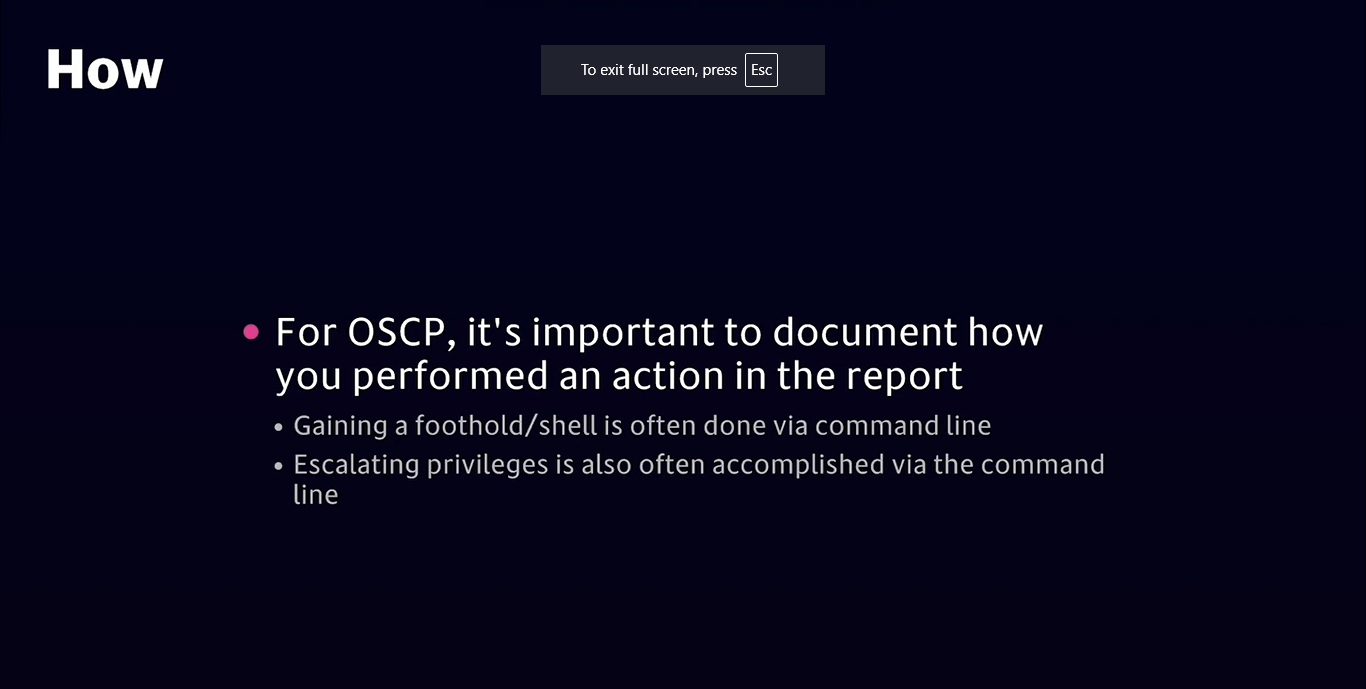 How
To exit full screen, press Esc
• For OSCP, it's important to document how
you performed an action in the report
• Gaining a foothold/shell is often done via command line
• Escalating privileges is also often accomplished via the command
line